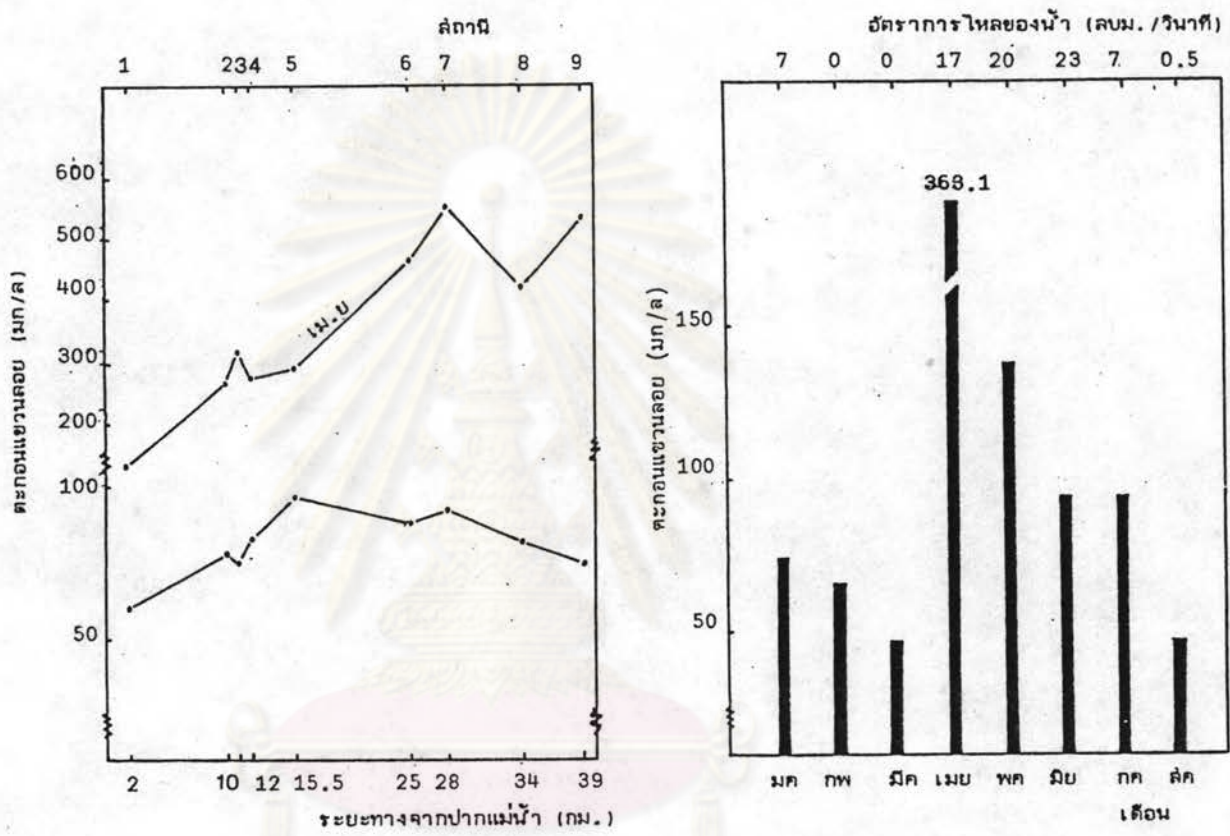 สถานี
1 2 3 4 5 6 7 8 9
600
500
400
300
200
100
50
ตะกอนแขวนลอย (มก/ล)
เม.ย
2 10 12 15.5 25 28 34 39
ระยะทางจากปากแม่น้ำ (กม.)
อัตราการไหลของน้ำ (ลบม./วินาที)
7 0 0 17 20 23 7. 0.5
368.1
150
100
50
ตะกอนแขวนลอย (มก/ล)
มค กพ มีค เมย พค มิย กค สค
เดือน